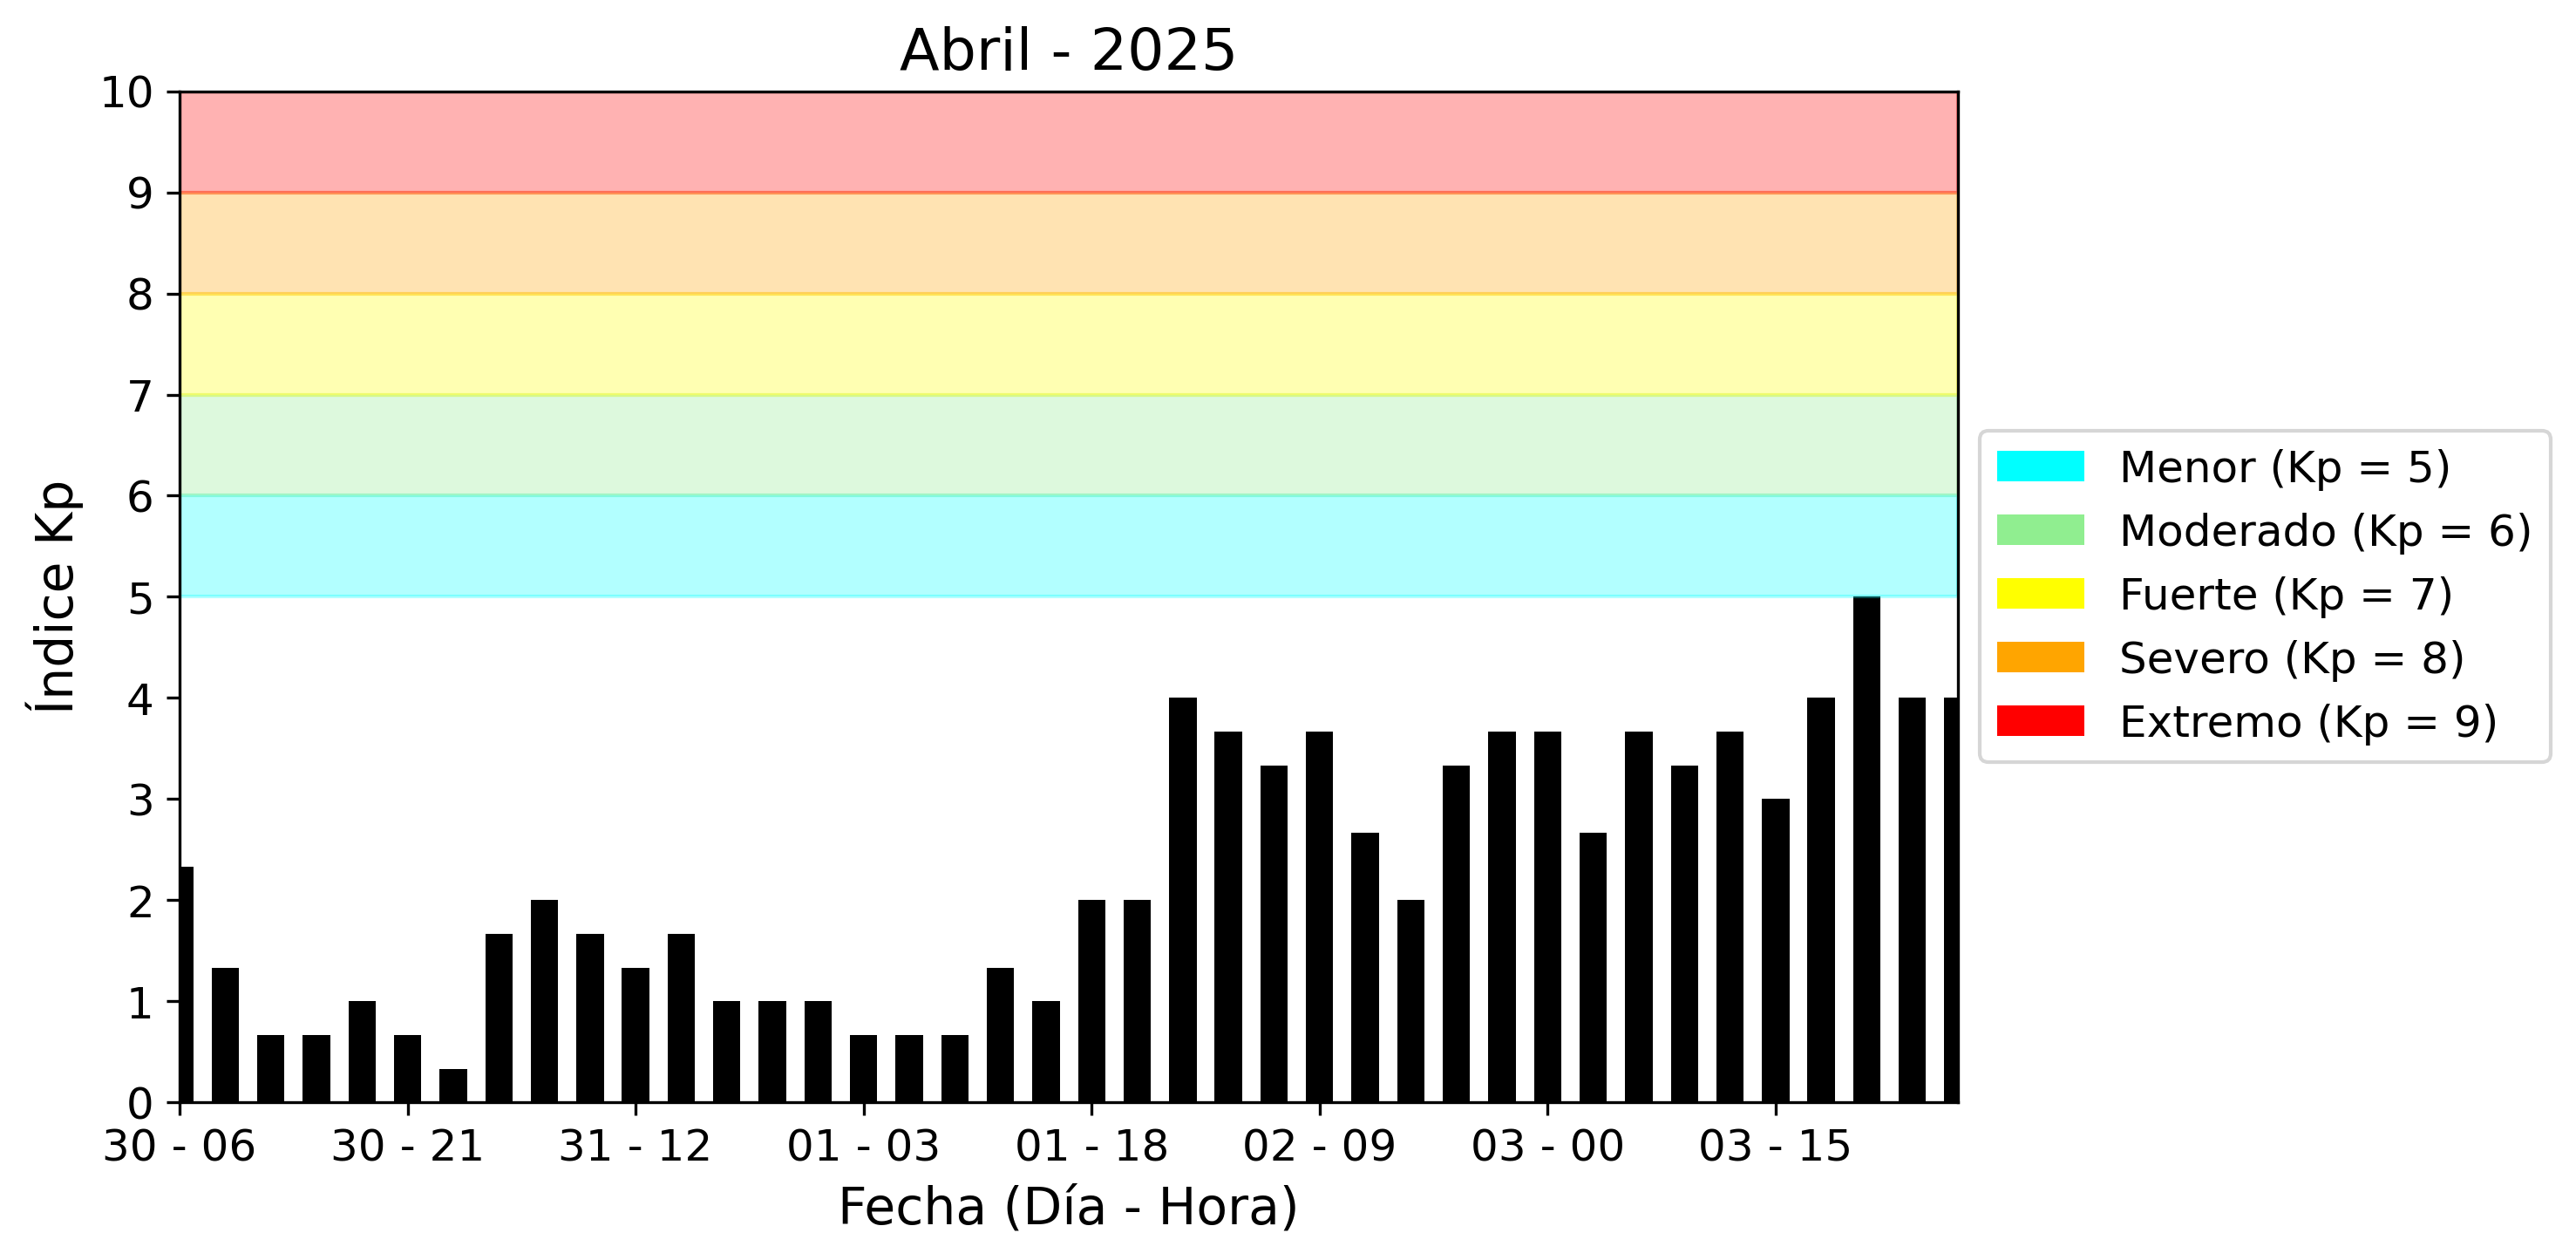 Abril - 2025
10
9
8
7
6
5
4
3
2
1
0
Índice Kp
30 - 06
30 - 21
31 - 12
01 - 03
01 - 18
02 - 09
03 - 00
03 - 15
Fecha (Día - Hora)
Menor (Kp = 5)
Moderado (Kp = 6)
Fuerte (Kp = 7)
Severo (Kp = 8)
Extremo (Kp = 9)